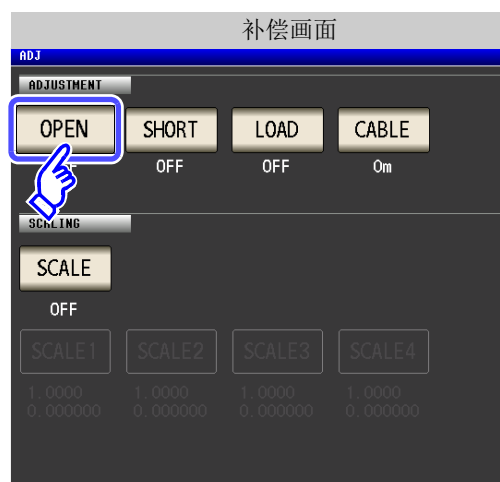 补偿画面
ADJ
ADJUSTMENT
OPEN SHORT LOAD CABLE
OFF OFF 0m
SCALING
SCALE
OFF
SCALE1 SCALE2 SCALE3 SCALE4
1.0000 1.0000 1.0000 1.0000
0.000000 0.000000 0.000000 0.000000